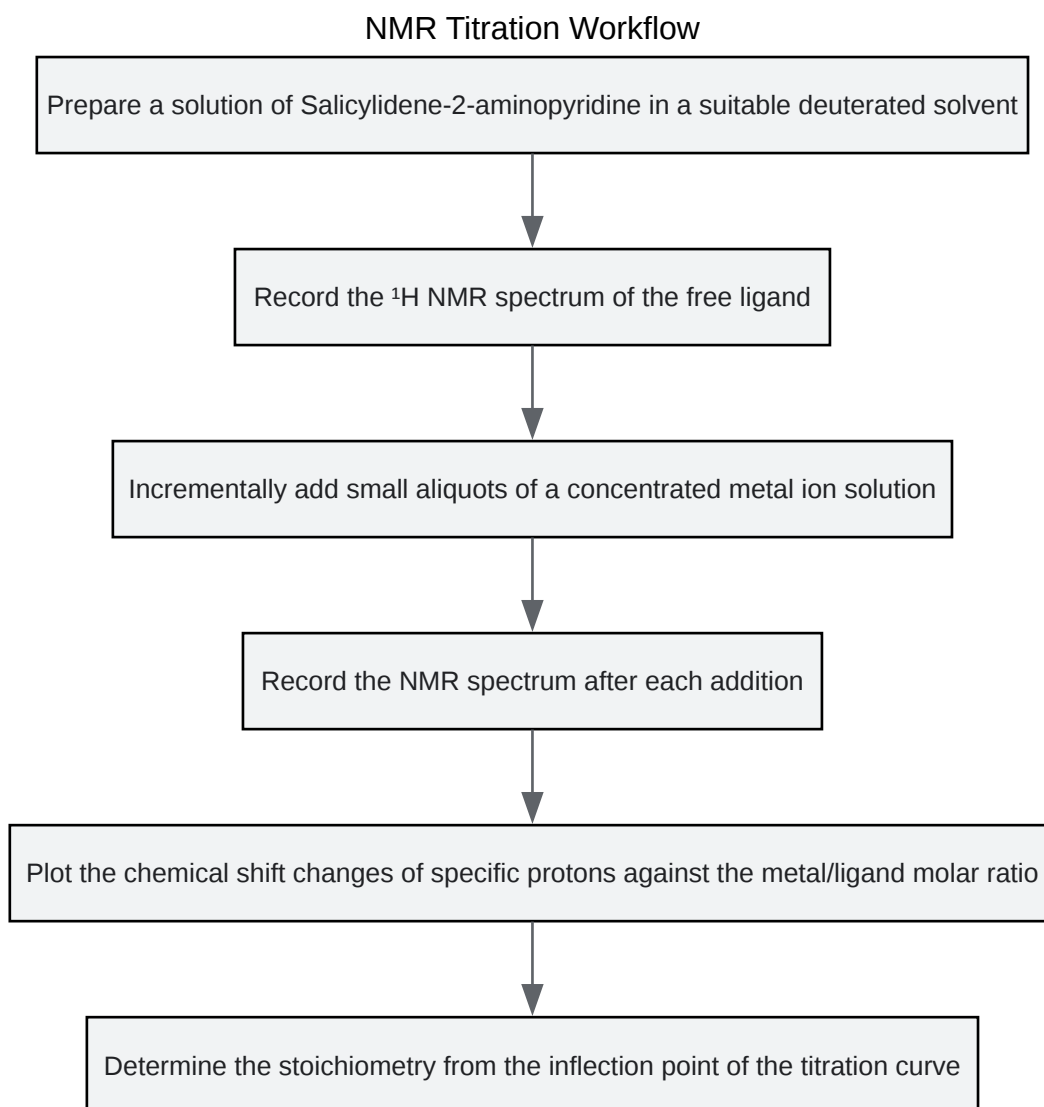 NMR Titration Workflow
Prepare a solution of Salicylidene-2-aminopyridine in a suitable deuterated solvent
Record the ¹H NMR spectrum of the free ligand
Incrementally add small aliquots of a concentrated metal ion solution
Record the NMR spectrum after each addition
Plot the chemical shift changes of specific protons against the metal/ligand molar ratio
Determine the stoichiometry from the inflection point of the titration curve